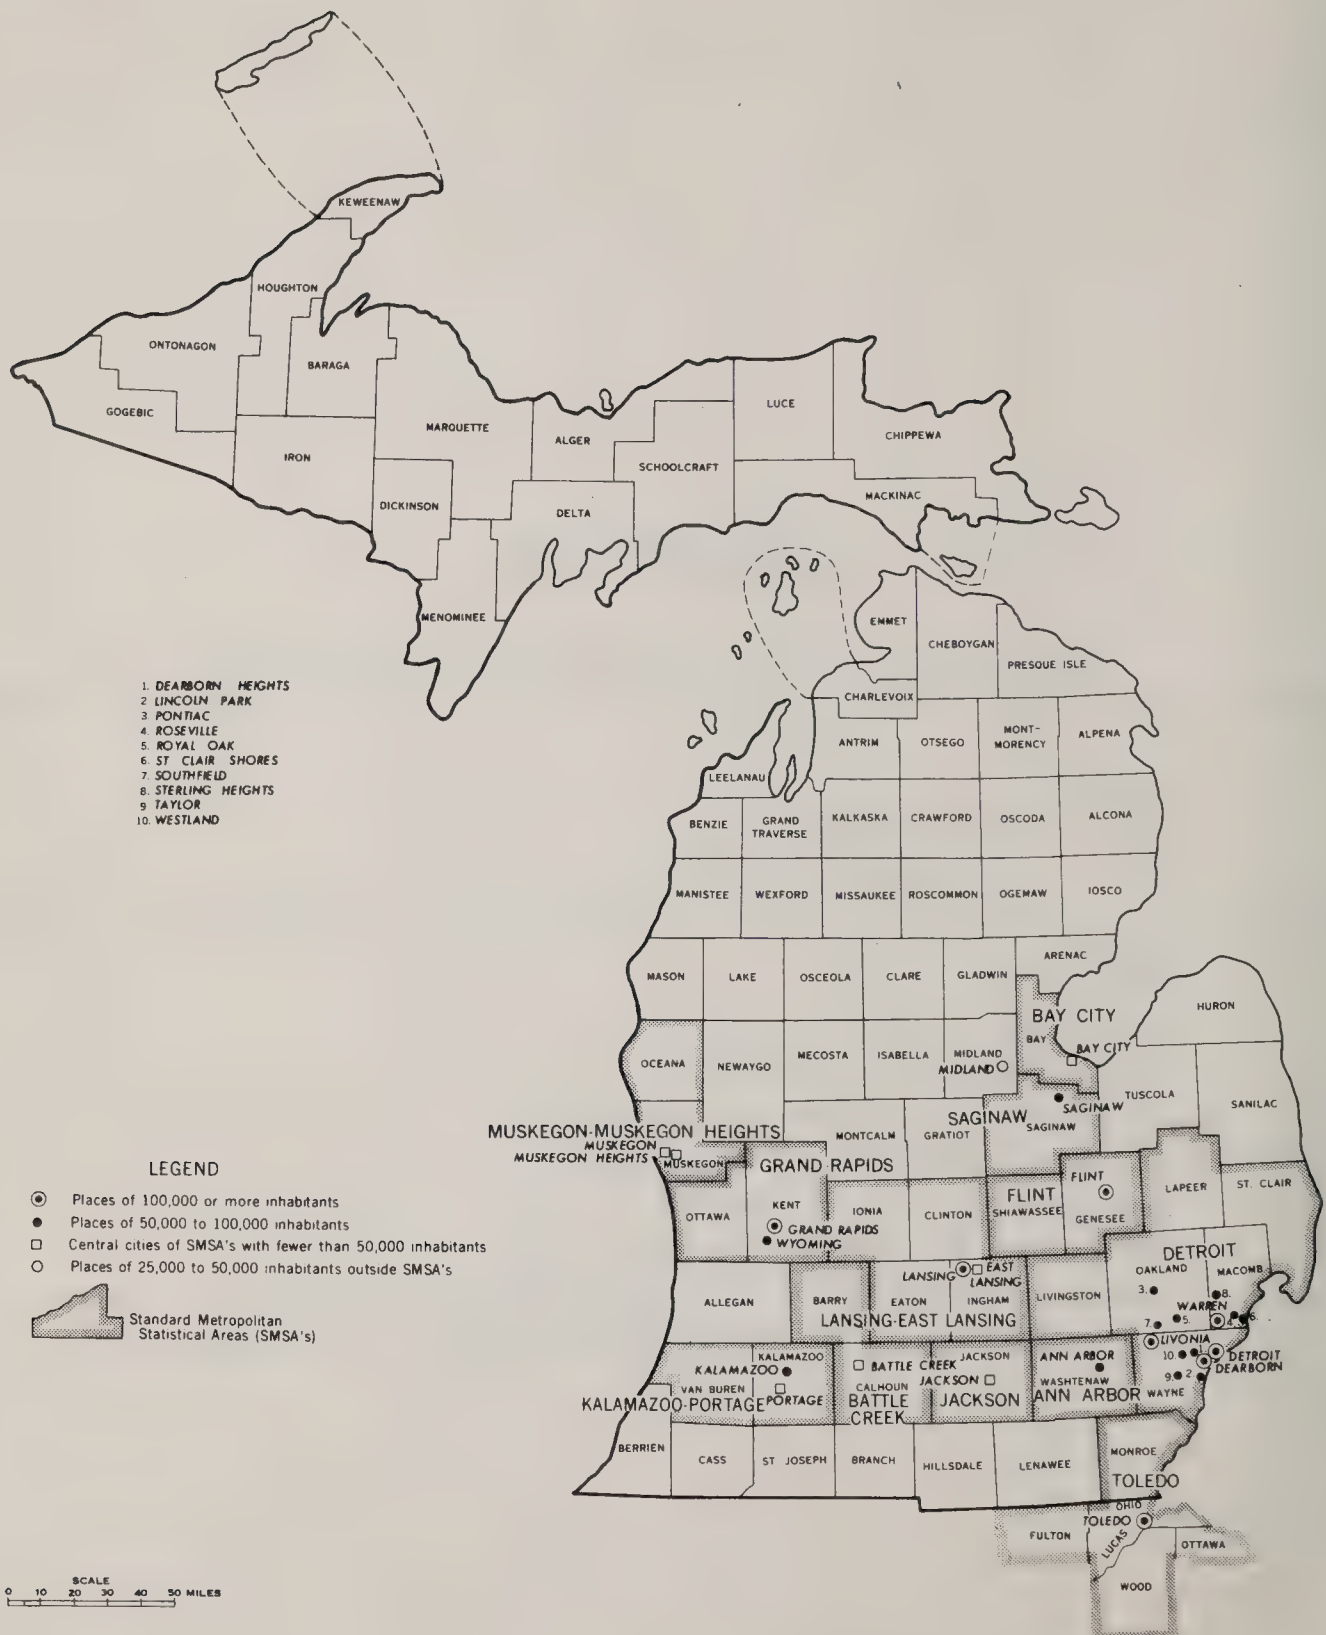 KEWEENAW
HOUGHTON
ONTONAGON
BARAGA
GOGEBIC
MARQUETTE
ALGER
LUCE
CHIPPEWA
IRON
SCHOOLCRAFT
MACKINAC
DICKINSON
DELTA
MENOMINEE
EMMET
CHEBOYGAN
PRESQUE ISLE
CHARLEVOIX
1. DEARBORN HEIGHTS
2 LINCOLN PARK
3. PONTIAC
4. ROSEVILLE
5. ROYAL OAK
6. ST CLAIR SHORES
7. SOUTHFIELD
8. STERLING HEIGHTS
9 TAYLOR
10. WESTLAND
ANTRIM
OTSEGO
MONT-
MORENCY
ALPENA
LEELANAU
BENZIE
GRAND
TRAVERSE
KALKASKA
CRAWFORD
OSCODA
ALCONA
MANISTEE
WEXFORD
MISSAUKEE
ROSCOMMON
OGEMAW
IOSCO
ARENAC
MASON
LAKE
OSCEOLA
CLARE
GLADWIN
HURON
BAY CITY
BAY
BAY CITY
OCEANA
NEWAYGO
MECOSTA
ISABELLA
MIDLAND
MIDLAND
TUSCOLA
SANILAC
SAGINAW
SAGINAW
SAGINAW
MUSKEGON-MUSKEGON HEIGHTS
MUSKEGON
MUSKEGON HEIGHTS
MUSKEGON
MONTCALM
GRATIOT
GRAND RAPIDS
FLINT
FLINT
SHIAWASSEE
GENESEE
LAPEER
ST. CLAIR
OTTAWA
KENT
IONIA
CLINTON
GRAND RAPIDS
WYOMING
LEGEND
Places of 100,000 or more inhabitants
Places of 50,000 to 100,000 inhabitants
Central cities of SMSA's with fewer than 50,000 inhabitants
Places of 25,000 to 50,000 inhabitants outside SMSA's
Standard Metropolitan
Statistical Areas (SMSA's)
DETROIT
OAKLAND
MACOMB
LANSING
EAST
LANSING
ALLEGAN
BARRY
EATON
INGHAM
LIVINGSTON
3.
8.
WARREN
7.
5.
4.
6.
LANSING-EAST LANSING
LIVONIA
DETROIT
DEARBORN
10.
1
9.
2
WAYNE
KALAMAZOO
KALAMAZOO
BATTLE CREEK
JACKSON
JACKSON
ANN ARBOR
WASHTENAW
VAN BUREN
PORTAGE
CALHOUN
KALAMAZOO-PORTAGE
BATTLE
CREEK
JACKSON
ANN ARBOR
BERRIEN
CASS
ST JOSEPH
BRANCH
HILLSDALE
LENAWEE
MONROE
TOLEDO
OHIO
TOLEDO
FULTON
LUCAS
OTTAWA
WOOD
SCALE
0 10 20 30 40 50 MILES